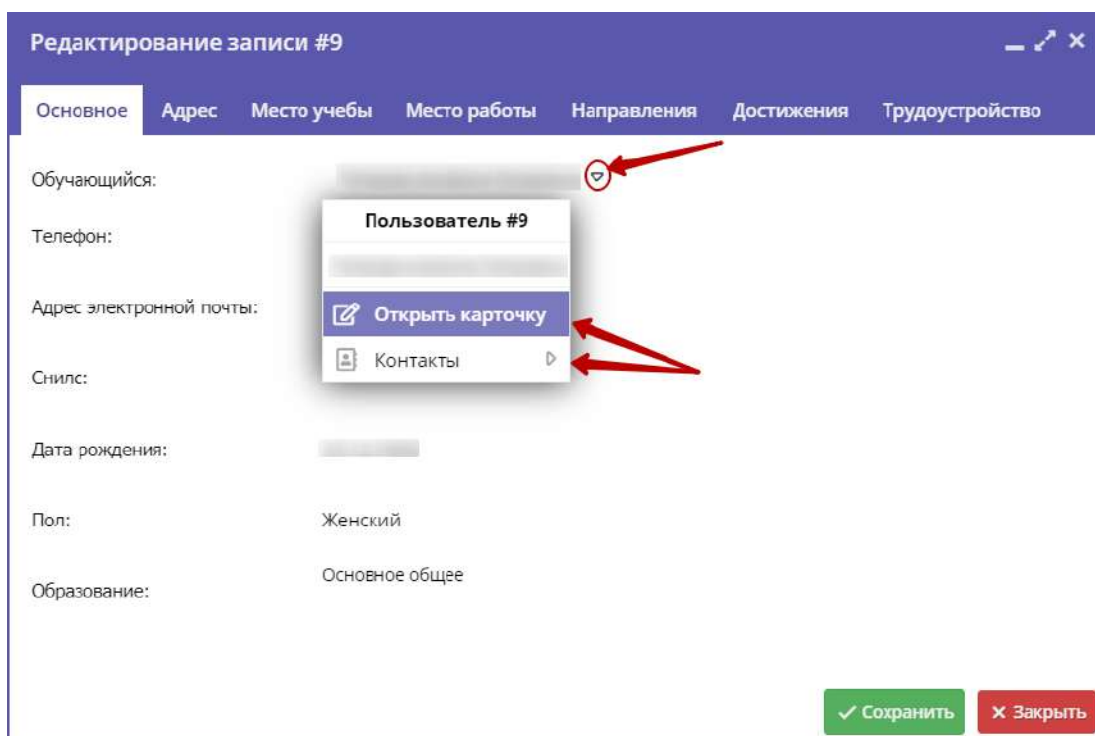 Редактирование записи #9
Основное Адрес Место учебы Место работы Направления Достижения Трудоустройство
Обучающийся:
Пользователь #9
Телефон:
Адрес электронной почты:
Открыть карточку
Контакты
Снилс:
Дата рождения:
Пол: Женский
Образование: Основное общее
Сохранить Закрыть